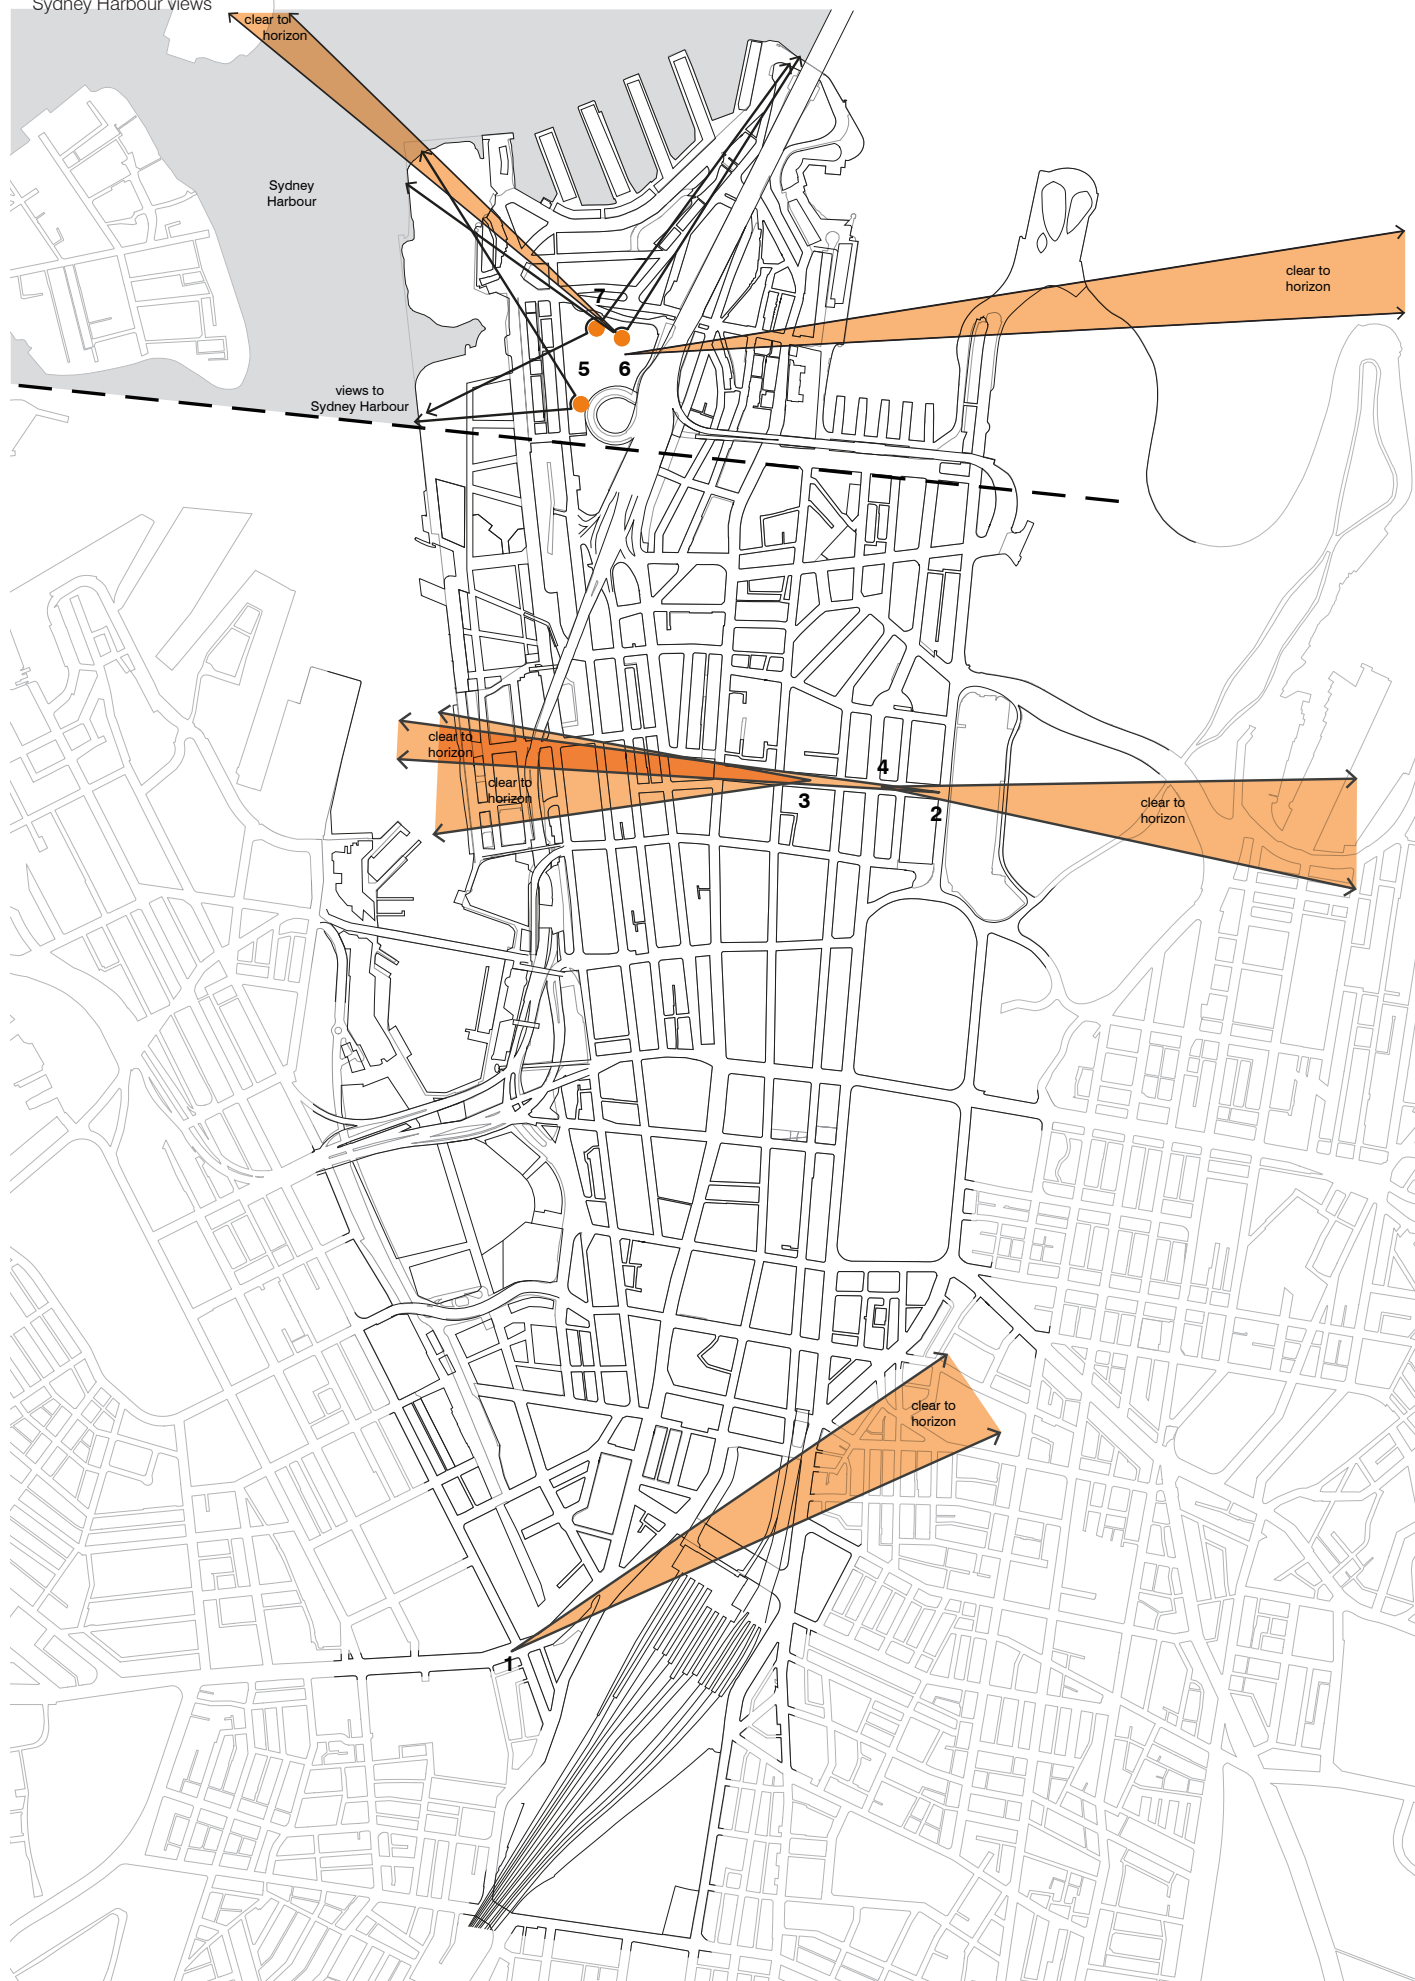 Sydney Harbour views
clear to
horizon
Sydney
Harbour
clear to
horizon
7
5
6
views to
Sydney Harbour
clear to
horizon
4
clear to
horizon
3
2
clear to
horizon
clear to
horizon
1